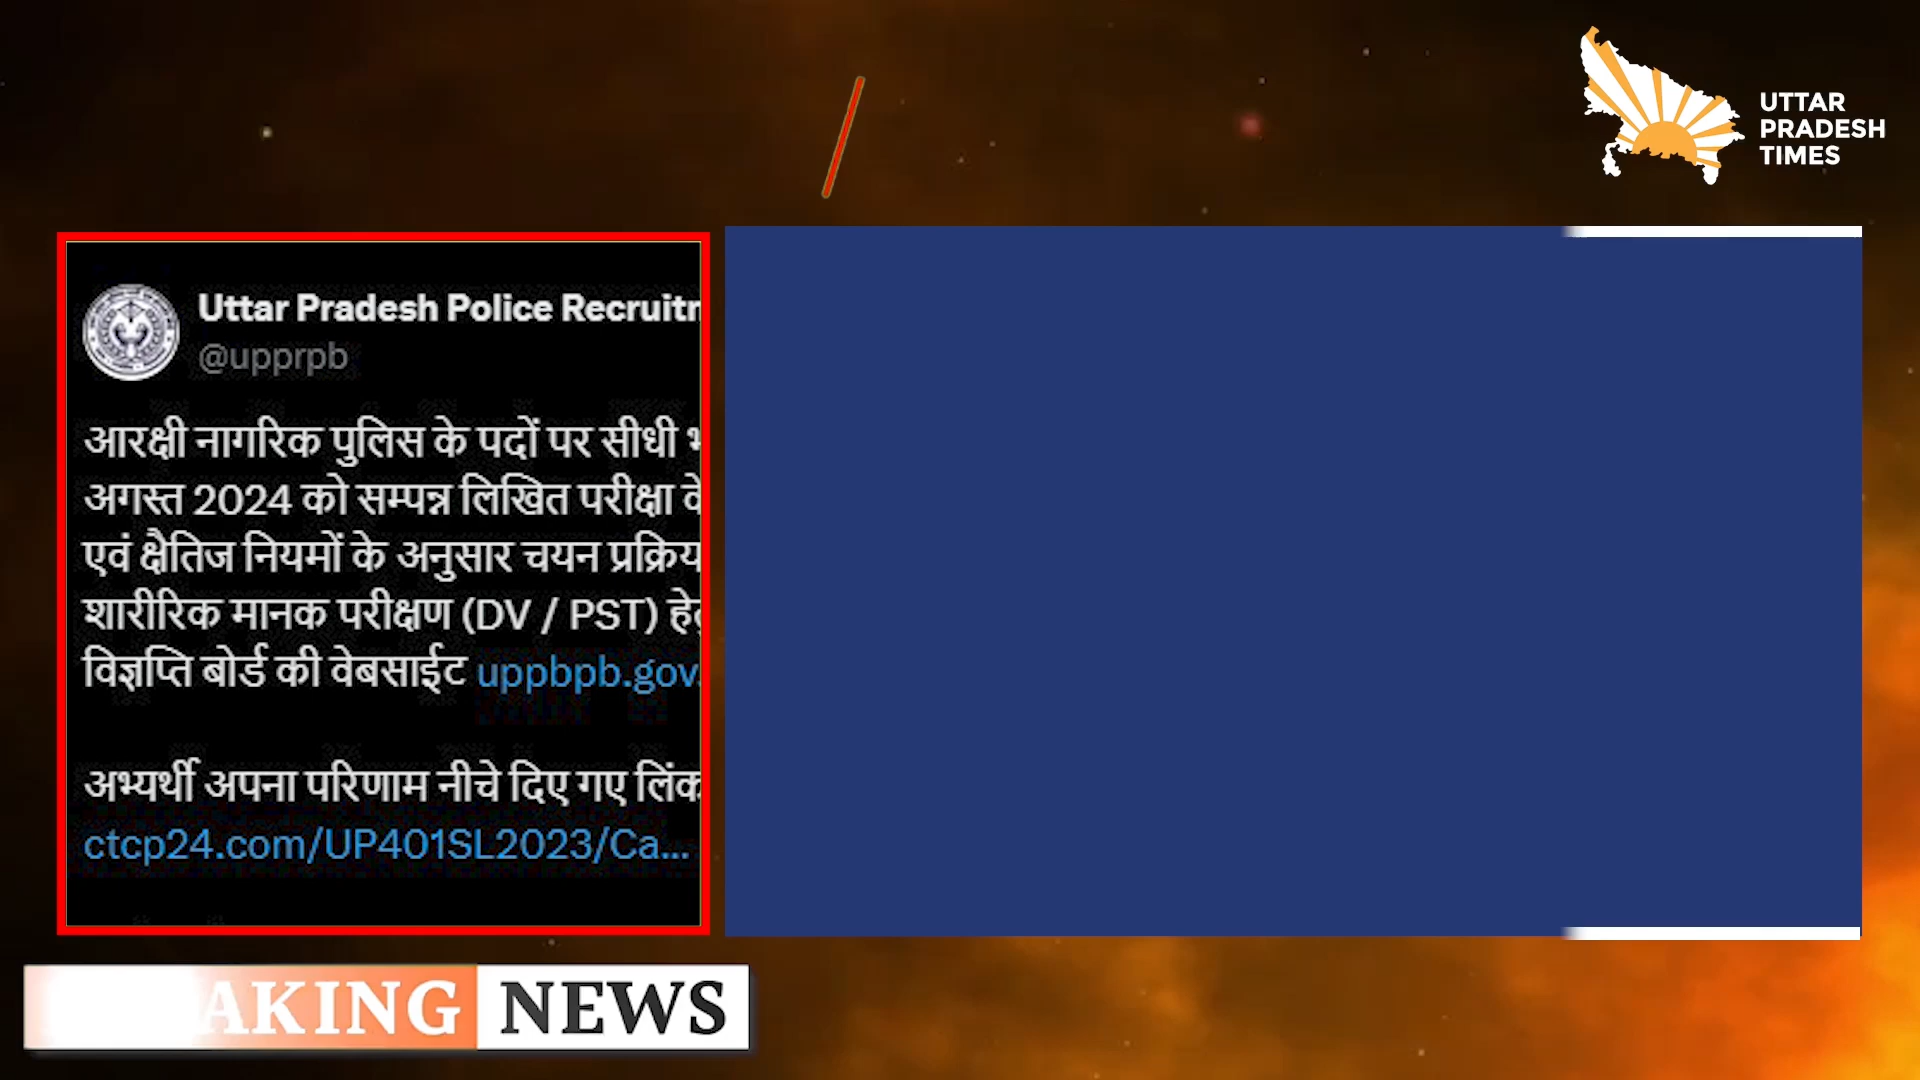 UTTAR
PRADESH
TIMES
Uttar Pradesh Police
@upprpb
आरक्षी नागरिक पुलिस के पदों पर सीधी
अगस्त 2024 को सम्पन्न लिखित परीक्षा
एवं क्षैतिज नियमों के अनुसार चयन
शारीरिक मानक परीक्षण (DV / PST)
विज्ञप्ति बोर्ड की वेबसाईट uppbpb.gov.
अभ्यर्थी अपना परिणाम नीचे दिए गए
ctcp24.com/UP401SL2023/Ca...
NEWS